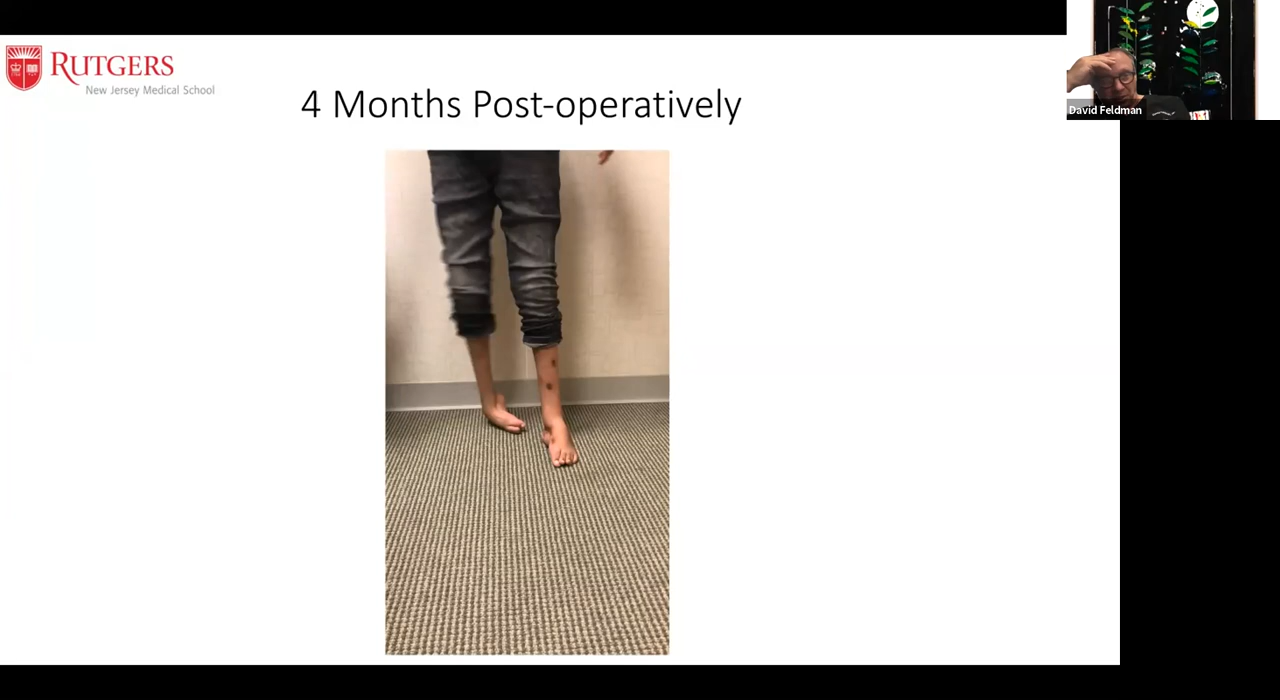 RUTGERS
New Jersey Medical School
4 Months Post-operatively
David Feldman